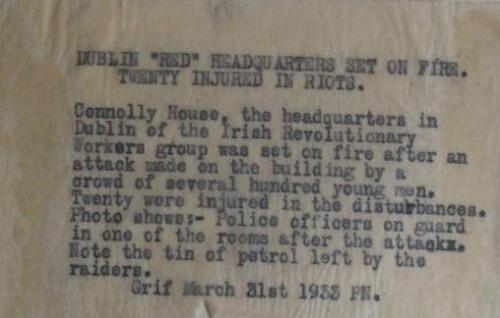 DUBLIN "RED" HEADQUARTERS SET ON FIRE.
TWENTY INJURED IN RIOTS.
Connolly House, the headquarters in
Dublin of the Irish Revolutionary
Workers group was set on fire after an
attack made on the building by a
crowd of several hundred young men.
Twenty were injured in the disturbances.
Photo shows:- Police officers on guard
in one of the rooms after the attackx.
Note the tin of petrol left by the
raiders.
Grif March 31st 1933 PN.